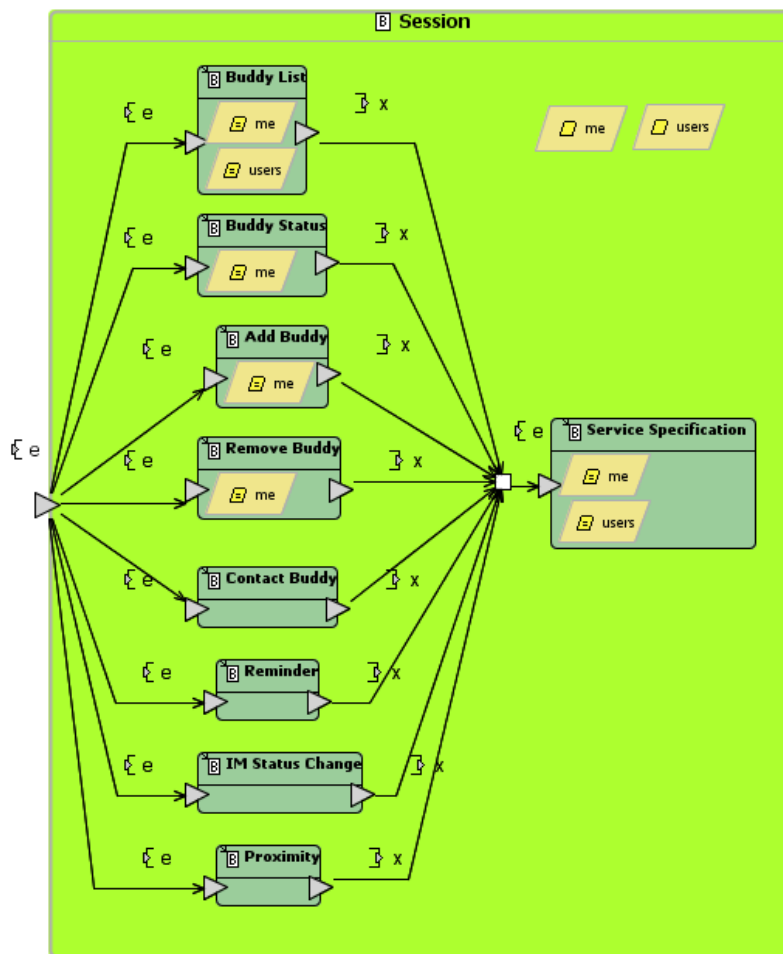 B Session
B Buddy List
e
x
me
me
users
users
B Buddy Status
e
x
me
B Add Buddy
e
x
me
e
B Service Specification
e
me
users
B Remove Buddy
e
x
me
B Contact Buddy
e
x
B Reminder
e
x
B IM Status Change
e
x
B Proximity
e
x